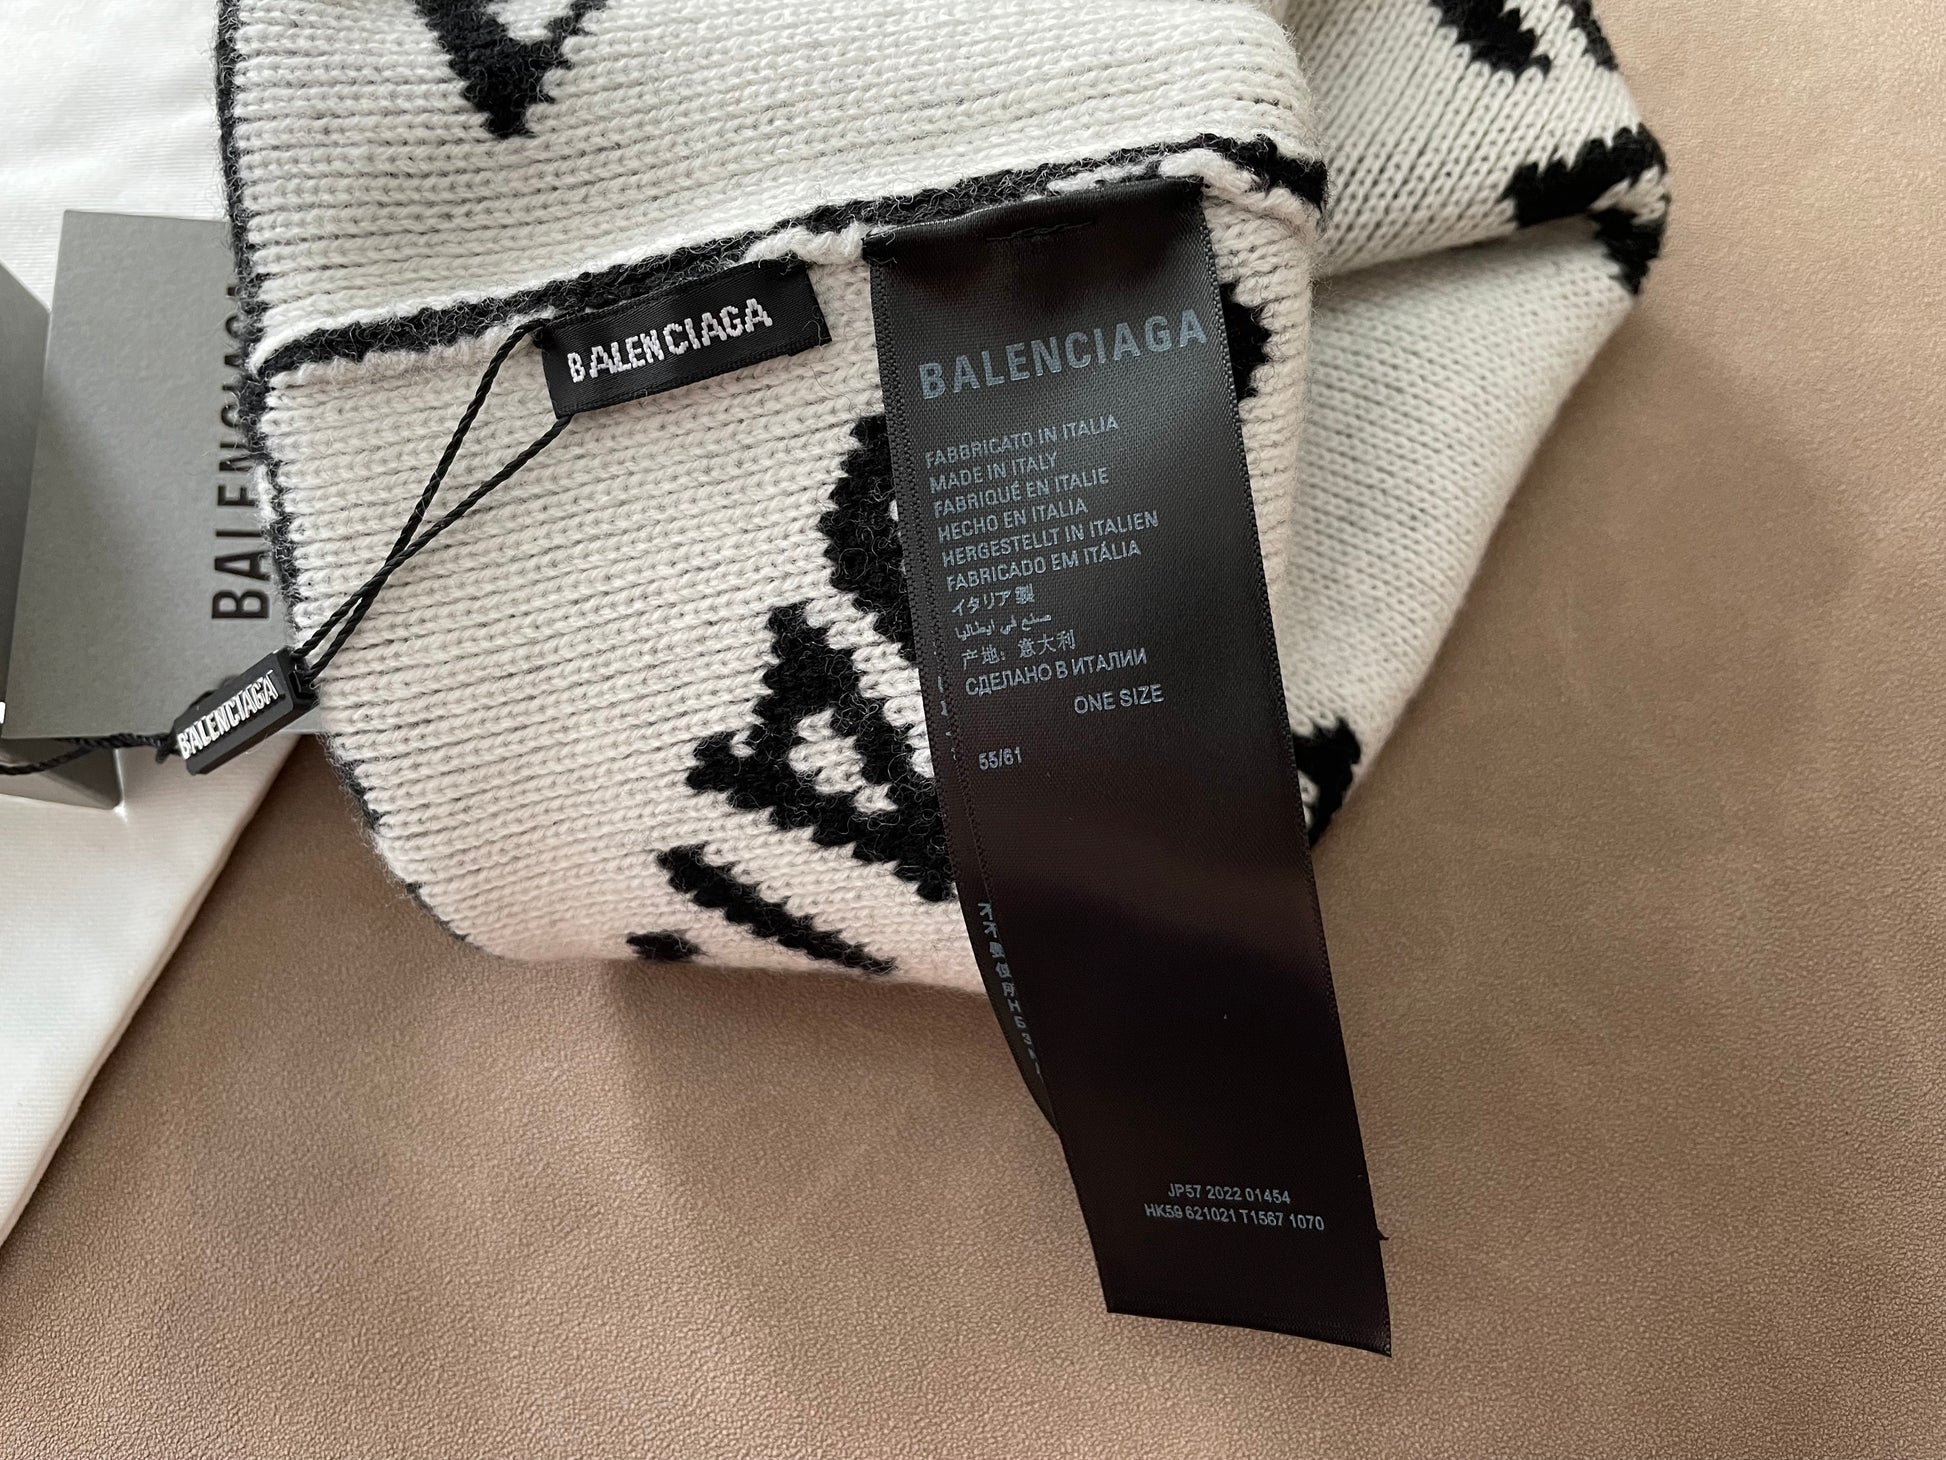 BALENCIAGA
BALENCIAGA
BALENCIAGA
BALENCIAGA
FABBRICATO IN ITALIA
MADE IN ITALY
FABRIQUÉ EN ITALIE
HECHO EN ITALIA
HERGESTELLT IN ITALIEN
FABRICADO EM ITÁLIA
イタリア製
صنع في ايطاليا
产地：意大利
СДЕЛАНО В ИТАЛИИ
ONE SIZE
55/61
JP57 2022 01454
HK59 621021 T1567 1070